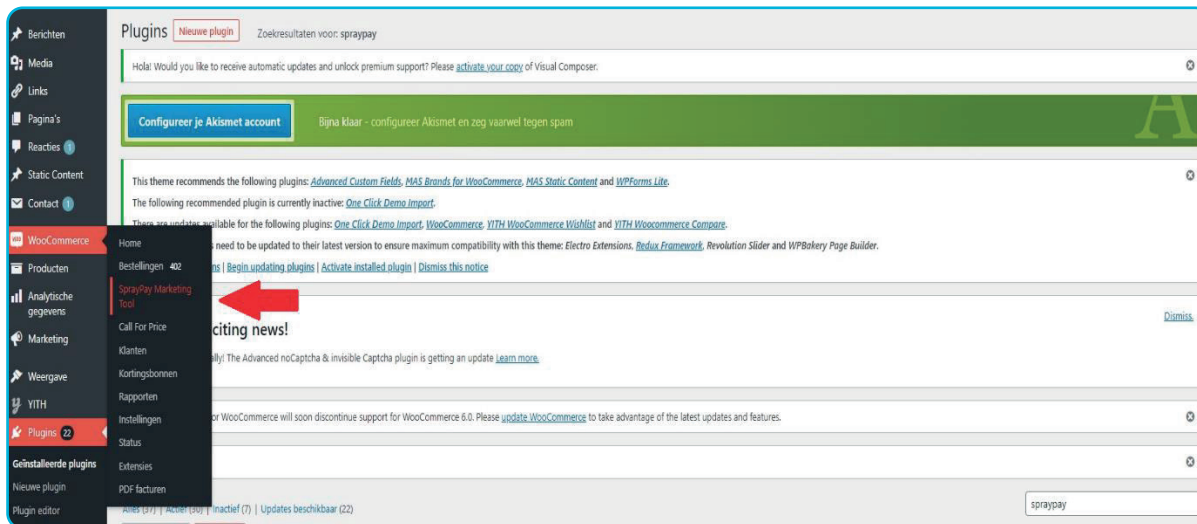 Berichten
Media
Links
Pagina's
Reacties 1
Static Content
Contact 1
WooCommerce
Producten
Analytische
gegevens
Marketing
Weergave
YITH
Plugins 22
Geïnstalleerde plugins
Nieuwe plugin
Plugin editor
Home
Bestellingen 402
SprayPay Marketing
Tool
Call For Price
Klanten
Kortingsbonnen
Rapporten
Instellingen
Status
Extensies
PDF facturen
Plugins Nieuwe plugin Zoekresultaten voor: spraypay
Hola! Would you like to receive automatic updates and unlock premium support? Please activate your copy of Visual Composer.
Configureer je Akismet account Bijna klaar - configureer Akismet en zeg vaarwel tegen spam
A
This theme recommends the following plugins: Advanced Custom Fields, MAS Brands for WooCommerce, MAS Static Content and WPForms Lite.
The following recommended plugin is currently inactive: One Click Demo Import.
There are updates available for the following plugins: One Click Demo Import, WooCommerce, YITH WooCommerce Wishlist and YITH Woocommerce Compare.
need to be updated to their latest version to ensure maximum compatibility with this theme: Electro Extensions, Redux Framework, Revolution Slider and WPBakery Page Builder.
| Begin updating plugins | Activate installed plugin | Dismiss this notice
Dismiss.
citing news!
The Advanced noCaptcha & invisible Captcha plugin is getting an update Learn more.
or WooCommerce will soon discontinue support for WooCommerce 6.0. Please update WooCommerce to take advantage of the latest updates and features.
Alles (37) | Actief (30) | Inactief (7) | Updates beschikbaar (22)
spraypay